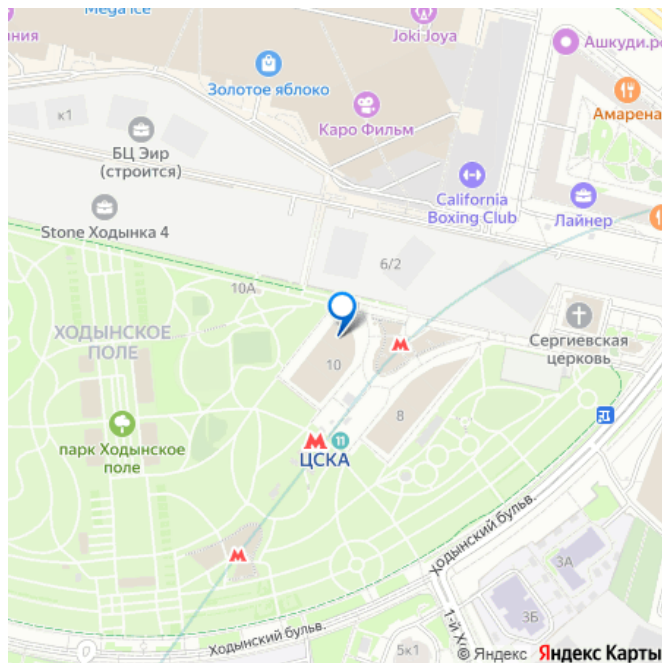 Mega Ice
Joki Joya
Ашкуди.ро
Золотое яблоко
Амарена
Каро Фильм
к1
БЦ Эир
(строится)
California
Boxing Club
Лайнер
Stone Ходынка 4
6/2
10А
ХОДЫНСКОЕ
ПОЛЕ
Сергиевская
церковь
10
8
парк Ходынское
поле
11
ЦСКА
Ходынский бульв.
3А
3Б
1-й Х
Ходынский бульв.
5к1
© Яндекс Яндекс Карты